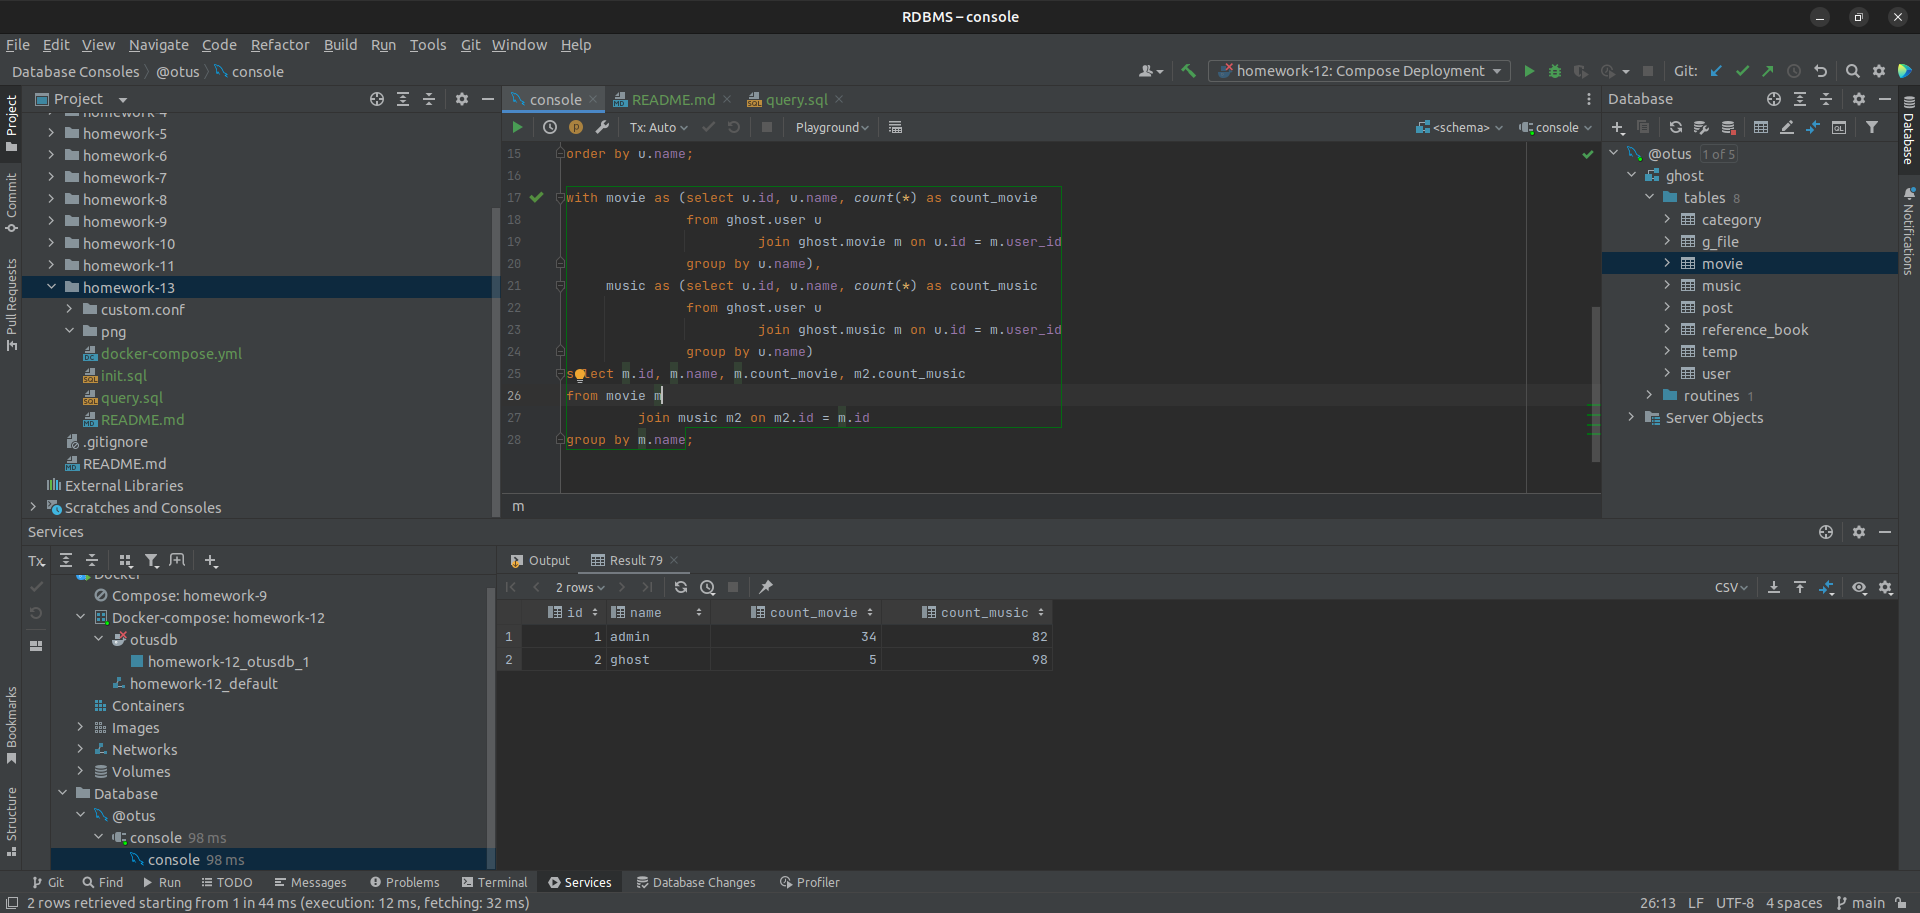 RDBMS – console
File Edit View Navigate Code Refactor Build Run Tools Git Window Help
Database Consoles @otus console
homework-12: Compose Deployment Git:
Project
homework-4
homework-5
homework-6
homework-7
homework-8
homework-9
homework-10
homework-11
homework-13
custom.conf
png
docker-compose.yml
init.sql
query.sql
README.md
.gitignore
README.md
External Libraries
Scratches and Consoles
Project
Commit
Pull Requests
Bookmarks
Structure
console README.md query.sql
Tx: Auto Playground <schema> console
15 order by u.name;
16
17 with movie as (select u.id, u.name, count(*) as count_movie
18 from ghost.user u
19 join ghost.movie m on u.id = m.user_id
20 group by u.name),
21 music as (select u.id, u.name, count(*) as count_music
22 from ghost.user u
23 join ghost.music m on u.id = m.user_id
24 group by u.name)
25 select m.id, m.name, m.count_movie, m2.count_music
26 from movie m
27 join music m2 on m2.id = m.id
28 group by m.name;
m
Database
@otus 1 of 5
ghost
tables 8
category
g_file
movie
music
post
reference_book
temp
user
routines 1
Server Objects
Database
Notifications
Services
Tx
Docker
Compose: homework-9
Docker-compose: homework-12
otusdb
homework-12_otusdb_1
homework-12_default
Containers
Images
Networks
Volumes
Database
@otus
console 98 ms
console 98 ms
Output Result 79
2 rows CSV
id name count_movie count_music
1 1 admin 34 82
2 2 ghost 5 98
Git Find Run TODO Messages Problems Terminal Services Database Changes Profiler
2 rows retrieved starting from 1 in 44 ms (execution: 12 ms, fetching: 32 ms)
26:13 LF UTF-8 4 spaces main